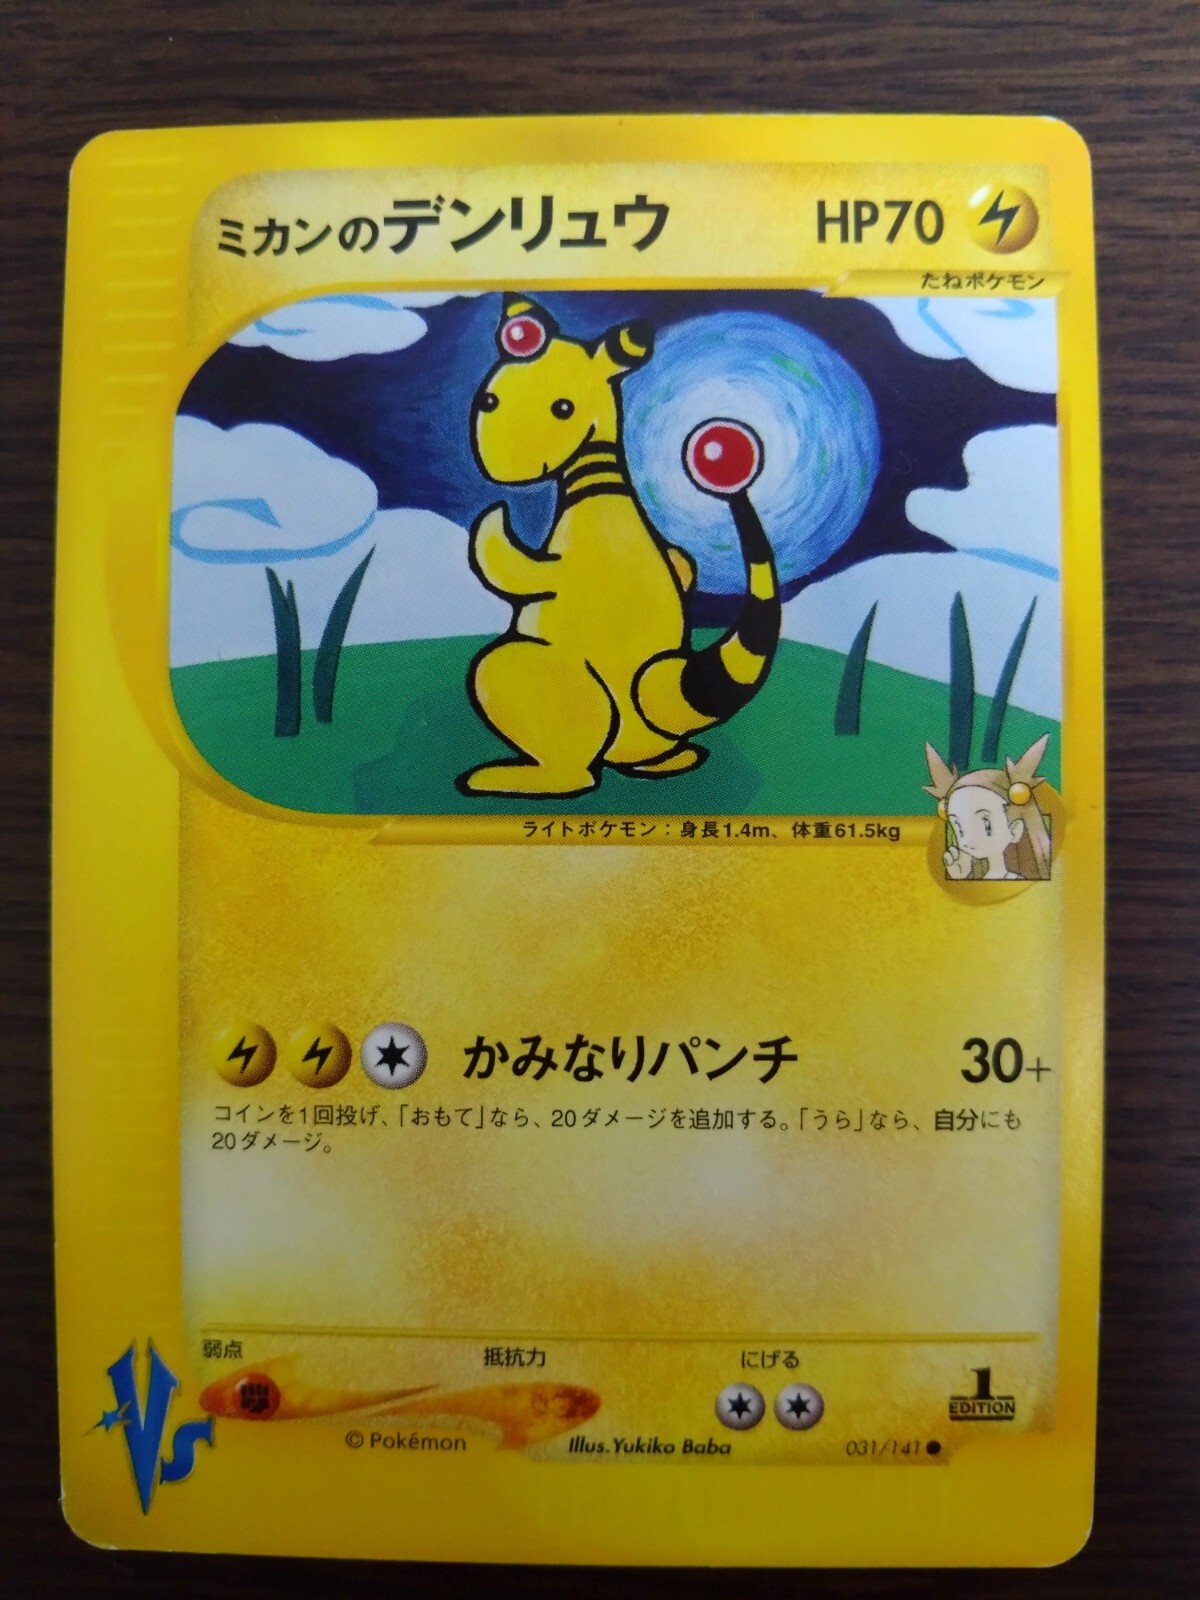 ミカンのデンリュウ HP70
たねポケモン
ライトポケモン：身長1.4m、体重61.5kg
かみなりパンチ 30+
コインを1回投げ、「おもて」なら、20ダメージを追加する。「うら」なら、自分にも
20ダメージ。
弱点 抵抗力 にげる
1
EDITION
VS
© Pokémon Illus.Yukiko Baba 031/141●